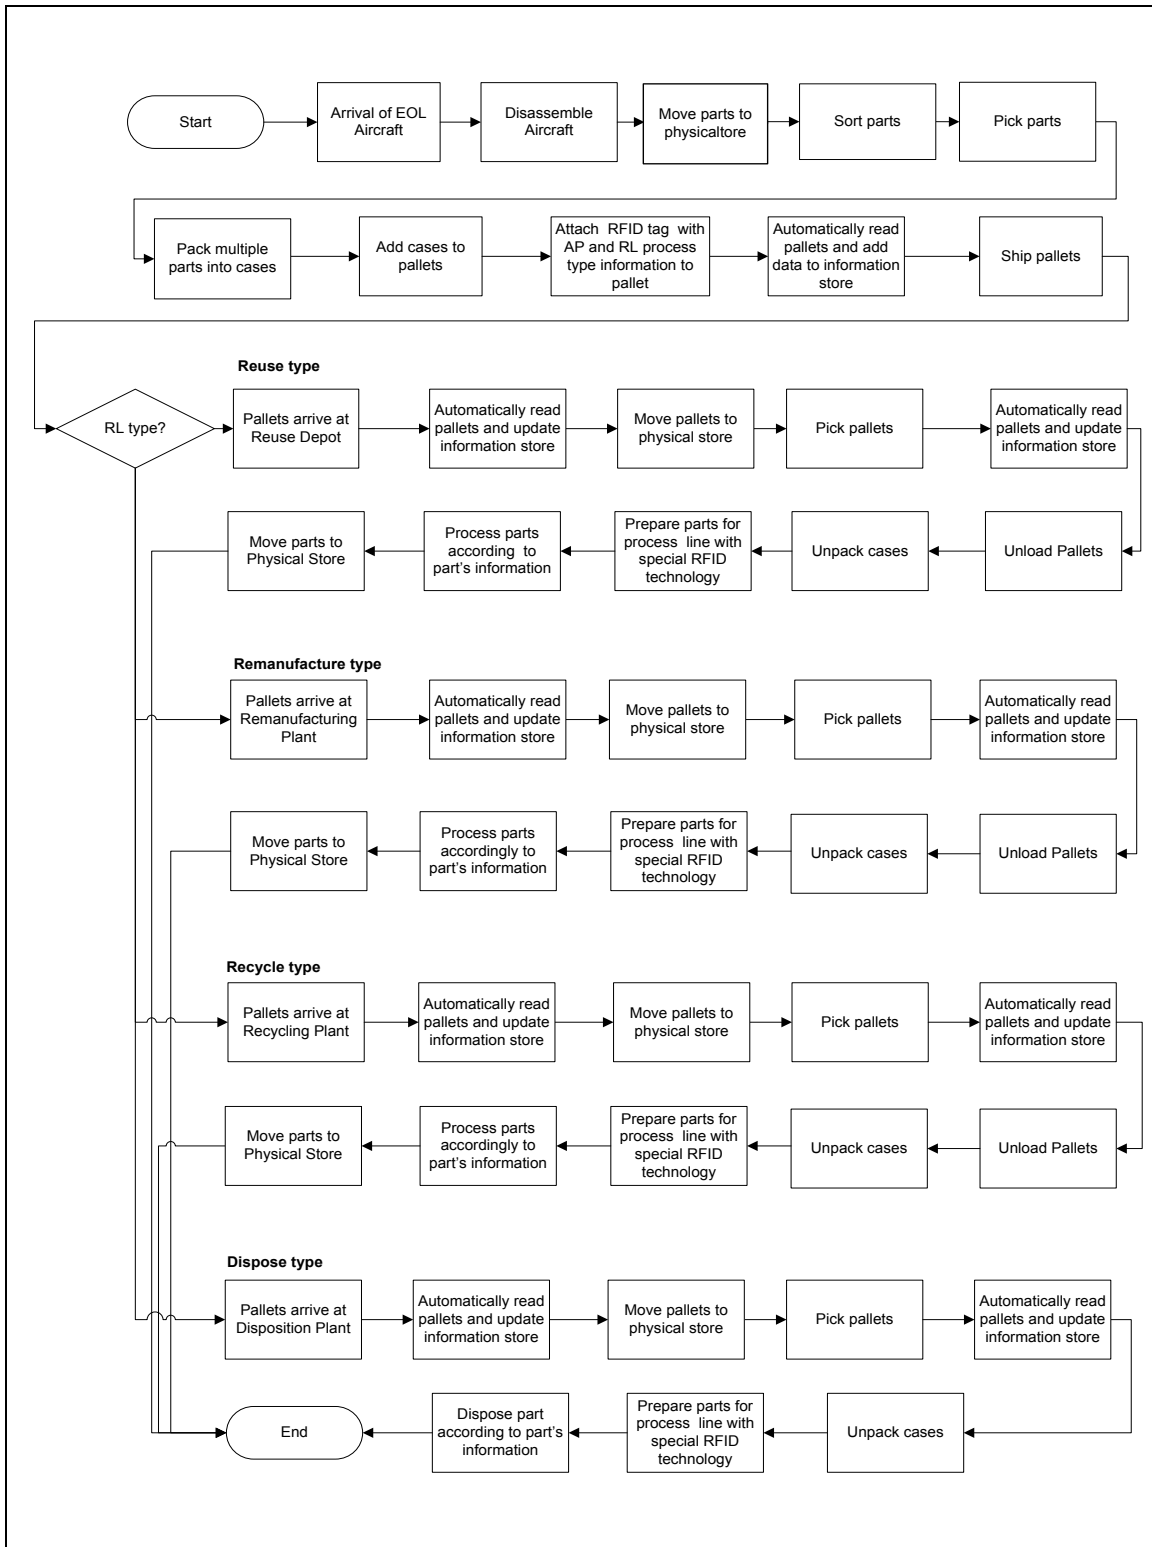 Start
Arrival of EOL
Aircraft
Disassemble
Aircraft
Move parts to
physicaltore
Sort parts
Pick parts
Pack multiple
parts into cases
Add cases to
pallets
Attach RFID tag with
AP and RL process
type information to
pallet
Automatically read
pallets and add
data to information
store
Ship pallets
Reuse type
RL type?
Pallets arrive at
Reuse Depot
Automatically read
pallets and update
information store
Move pallets to
physical store
Pick pallets
Automatically read
pallets and update
information store
Move parts to
Physical Store
Process parts
according to
part's information
Prepare parts for
process line with
special RFID
technology
Unpack cases
Unload Pallets
Remanufacture type
Pallets arrive at
Remanufacturing
Plant
Automatically read
pallets and update
information store
Move pallets to
physical store
Pick pallets
Automatically read
pallets and update
information store
Move parts to
Physical Store
Process parts
accordingly to
part's information
Prepare parts for
process line with
special RFID
technology
Unpack cases
Unload Pallets
Recycle type
Pallets arrive at
Recycling Plant
Automatically read
pallets and update
information store
Move pallets to
physical store
Pick pallets
Automatically read
pallets and update
information store
Move parts to
Physical Store
Process parts
accordingly to
part's information
Prepare parts for
process line with
special RFID
technology
Unpack cases
Unload Pallets
Dispose type
Pallets arrive at
Disposition Plant
Automatically read
pallets and update
information store
Move pallets to
physical store
Pick pallets
Automatically read
pallets and update
information store
End
Dispose part
according to part's
information
Prepare parts for
process line with
special RFID
technology
Unpack cases